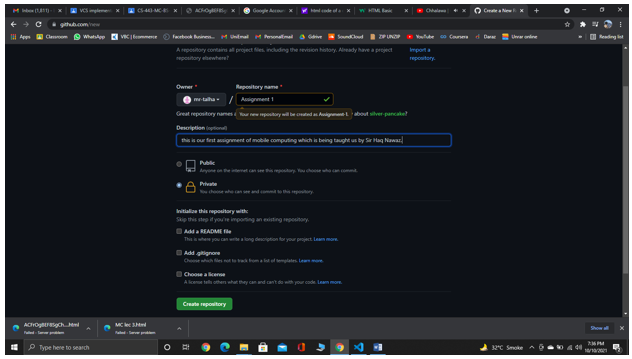 Inbox (1,811)
VCS implemen
CS-443-MC-BS
ACFrOgBEF8Sg
Google Accoun
html code of a
HTML Basic
Chhalawa
Create a New R
github.com/new
Apps
Classroom
WhatsApp
VBC | Ecommerce
Facebook Business...
UniEmail
PersonalEmail
Gdrive
SoundCloud
ZIP UNZIP
YouTube
Coursera
Daraz
Unrar online
»
Reading list
A repository contains all project files, including the revision history. Already have a project
repository elsewhere?
Import a
repository.
Owner *
Repository name *
mr-talha
/
Assignment 1
Great repository names a
Your new repository will be created as Assignment-1.
about silver-pancake?
Description (optional)
this is our first assignment of mobile computing which is being taught us by Sir Haq Nawaz.
Public
Anyone on the internet can see this repository. You choose who can commit.
Private
You choose who can see and commit to this repository.
Initialize this repository with:
Skip this step if you're importing an existing repository.
Add a README file
This is where you can write a long description for your project. Learn more.
Add .gitignore
Choose which files not to track from a list of templates. Learn more.
Choose a license
A license tells others what they can and can't do with your code. Learn more.
Create repository
ACFrOgBEF8SgCh....html
Failed - Server problem
MC lec 3.html
Failed - Server problem
Show all
Type here to search
32°C Smoke
7:36 PM
10/10/2021